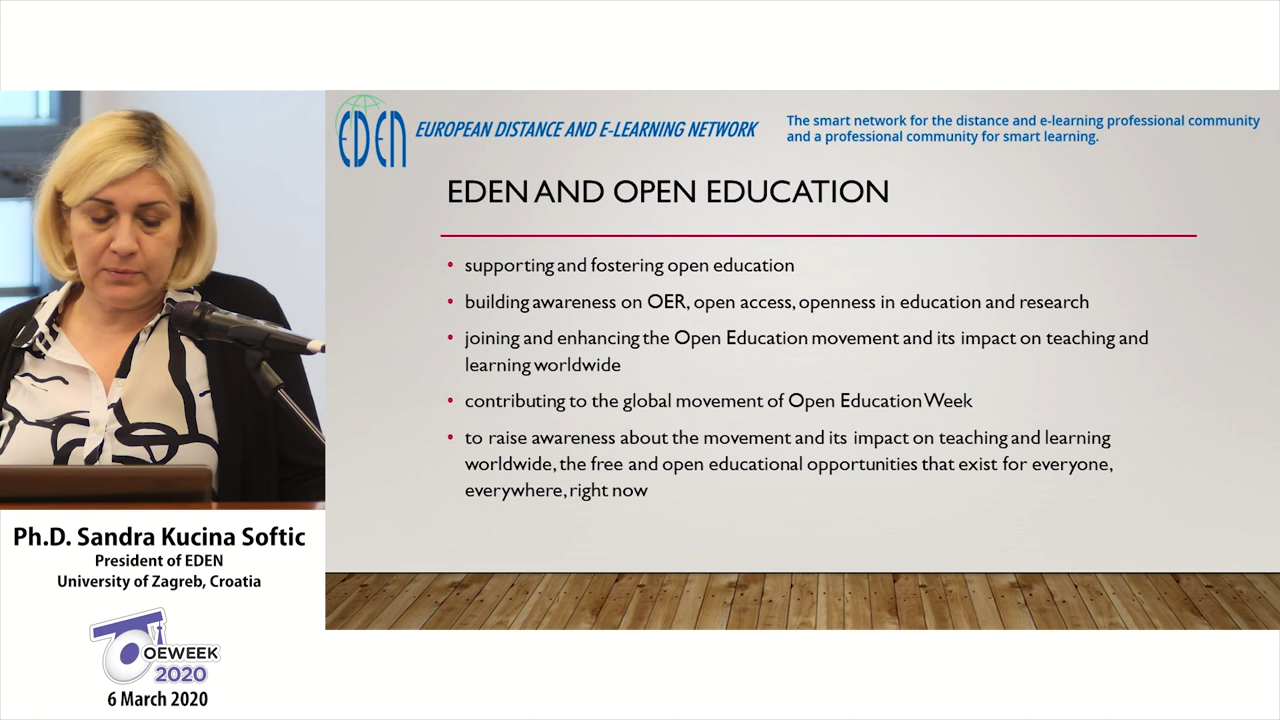 EDEN
EUROPEAN DISTANCE AND E-LEARNING NETWORK
The smart network for the distance and e-learning professional community
and a professional community for smart learning.
EDEN AND OPEN EDUCATION
• supporting and fostering open education
• building awareness on OER, open access, openness in education and research
• joining and enhancing the Open Education movement and its impact on teaching and
learning worldwide
• contributing to the global movement of Open Education Week
• to raise awareness about the movement and its impact on teaching and learning
worldwide, the free and open educational opportunities that exist for everyone,
everywhere, right now
Ph.D. Sandra Kucina Softic
President of EDEN
University of Zagreb, Croatia
OEWEEK
2020
6 March 2020